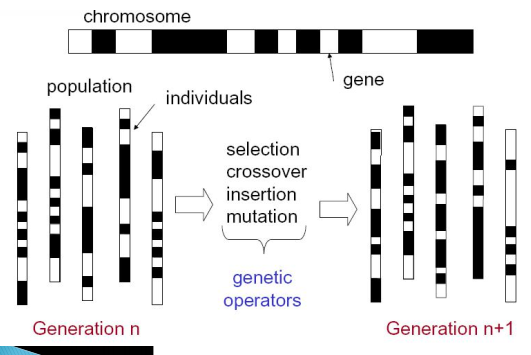 chromosome
gene
population
individuals
selection
crossover
insertion
mutation
genetic
operators
Generation n
Generation n+1